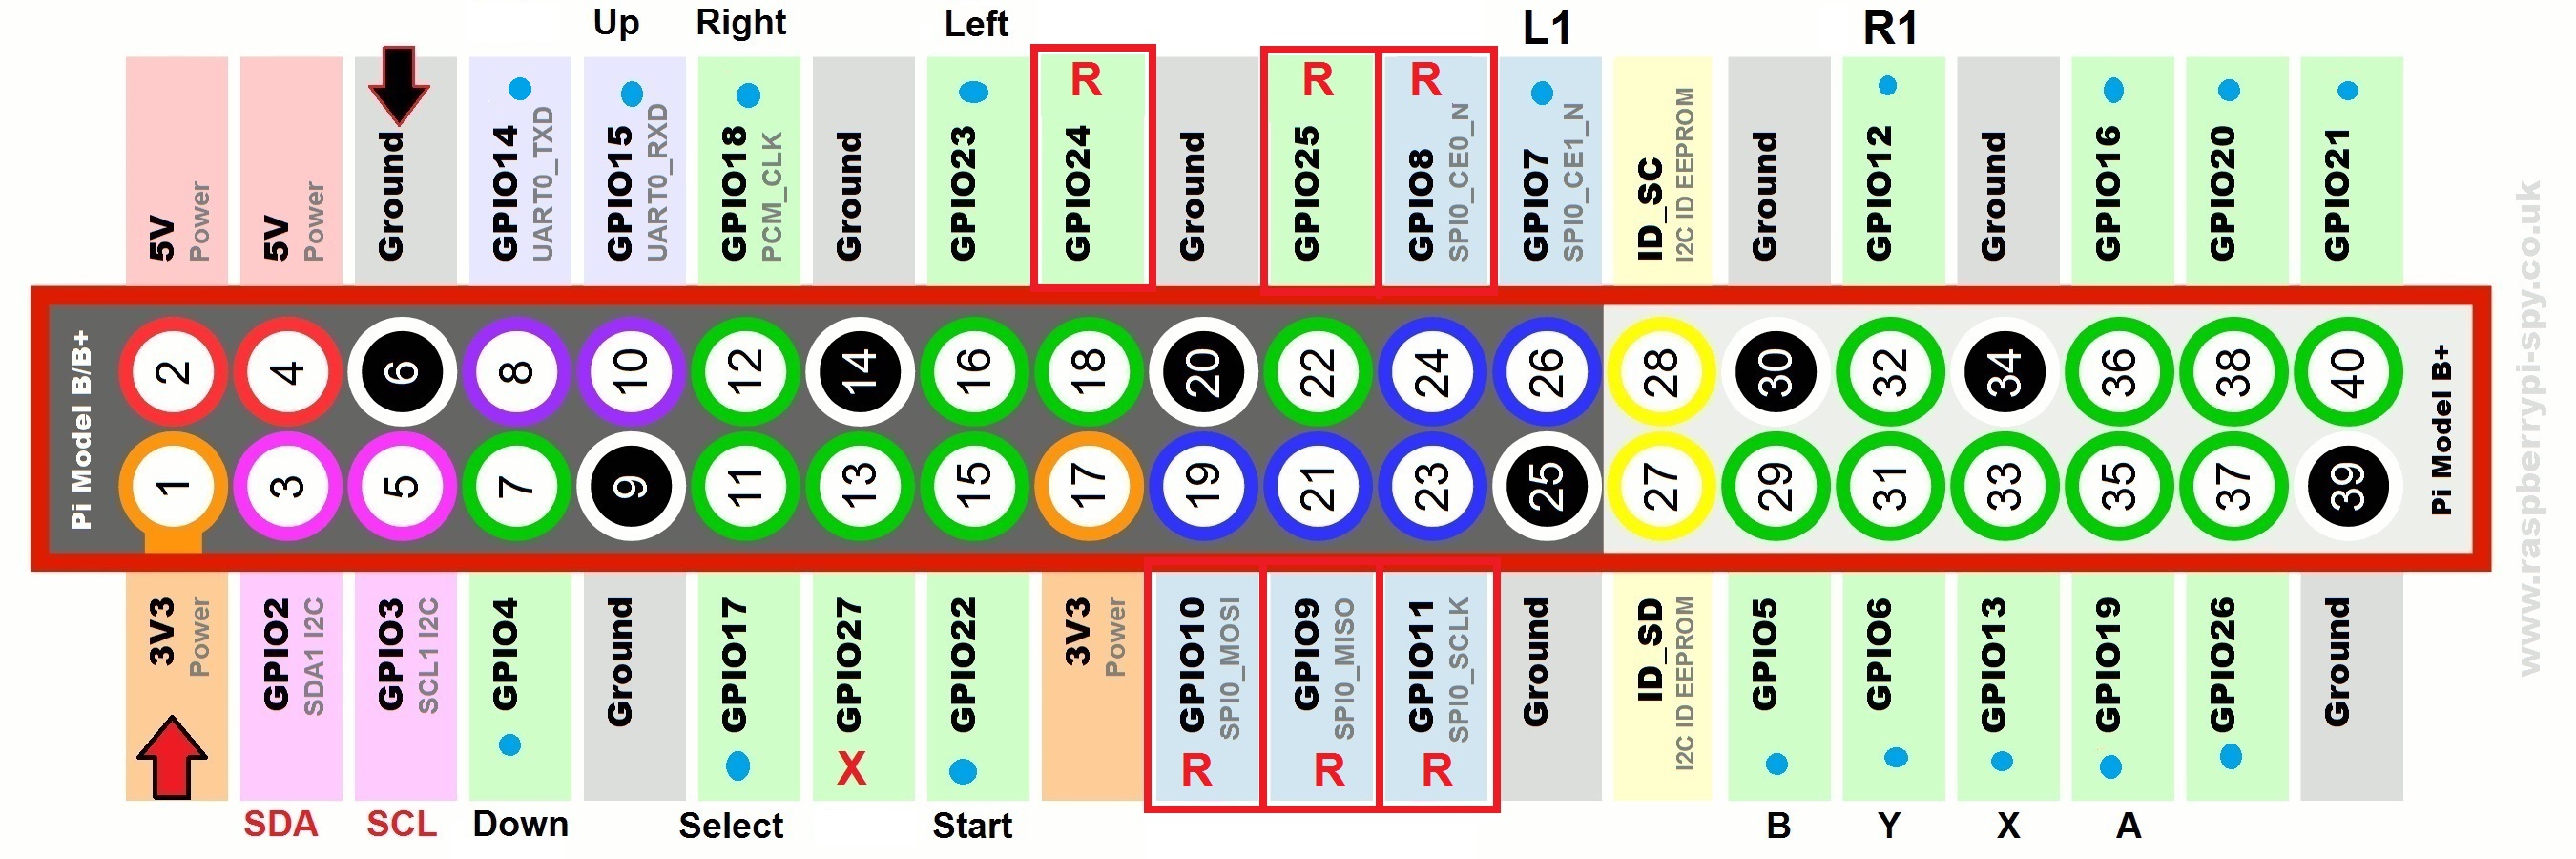 Up Right Left L1 R1
R R R
5V Power
5V Power
Ground
GPIO14 UART0_TXD
GPIO15 UART0_RXD
GPIO18 PCM_CLK
Ground
GPIO23
GPIO24
Ground
GPIO25
GPIO8 SPI0_CE0_N
GPIO7 SPI0_CE1_N
ID_SC I2C ID EEPROM
Ground
GPIO12
Ground
GPIO16
GPIO20
GPIO21
Pi Model B/B+
2 4 6 8 10 12 14 16 18 20 22 24 26 28 30 32 34 36 38 40
1 3 5 7 9 11 13 15 17 19 21 23 25 27 29 31 33 35 37 39
Pi Model B+
3V3 Power
GPIO2 SDA1 I2C
GPIO3 SCL1 I2C
GPIO4
Ground
GPIO17
GPIO27
GPIO22
3V3 Power
GPIO10 SPI0_MOSI
GPIO9 SPI0_MISO
GPIO11 SPI0_SCLK
Ground
ID_SD I2C ID EEPROM
GPIO5
GPIO6
GPIO13
GPIO19
GPIO26
Ground
X R R R
SDA SCL Down Select Start B Y X A
www.raspberrypi-spy.co.uk